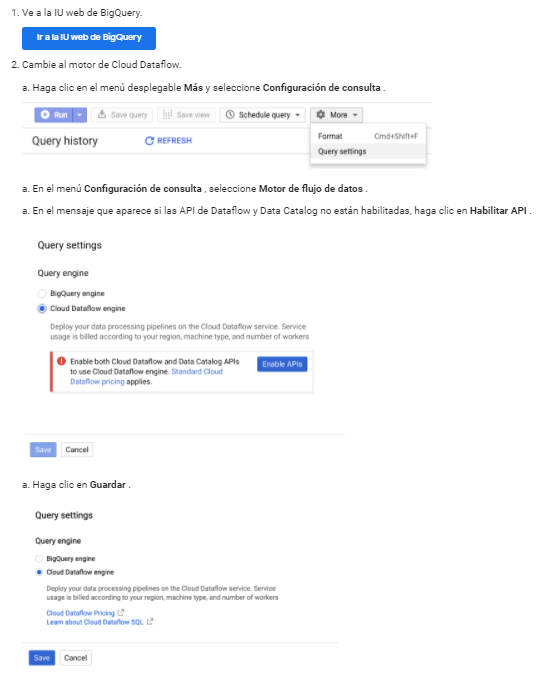 1. Ve a la IU web de BigQuery.
Ir a la IU web de BigQuery
2. Cambie al motor de Cloud Dataflow.
a. Haga clic en el menú desplegable Más y seleccione Configuración de consulta .
Run Save query Save view Schedule query More
Query history REFRESH
Format Cmd+Shift+F
Query settings
a. En el menú Configuración de consulta , seleccione Motor de flujo de datos .
a. En el mensaje que aparece si las API de Dataflow y Data Catalog no están habilitadas, haga clic en Habilitar API .
Query settings
Query engine
BigQuery engine
Cloud Dataflow engine
Deploy your data processing pipelines on the Cloud Dataflow service. Service
usage is billed according to your region, machine type, and number of workers
Enable both Cloud Dataflow and Data Catalog APIs
to use Cloud Dataflow engine. Standard Cloud
Dataflow pricing applies.
Enable APIs
Save Cancel
a. Haga clic en Guardar .
Query settings
Query engine
BigQuery engine
Cloud Dataflow engine
Deploy your data processing pipelines on the Cloud Dataflow service. Service
usage is billed according to your region, machine type, and number of workers
Cloud Dataflow Pricing
Learn about Cloud Dataflow SQL
Save Cancel